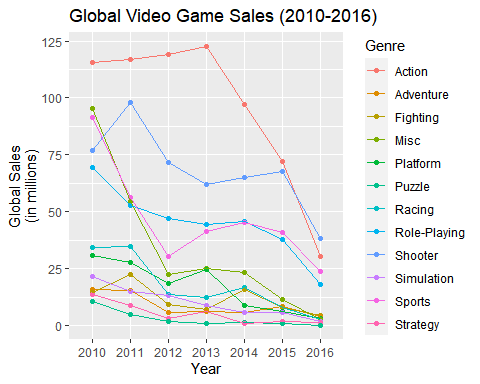 Global Video Game Sales (2010-2016)
Global Sales
(in millions)
125
100
75
50
25
0
2010 2011 2012 2013 2014 2015 2016
Year
Genre
Action
Adventure
Fighting
Misc
Platform
Puzzle
Racing
Role-Playing
Shooter
Simulation
Sports
Strategy